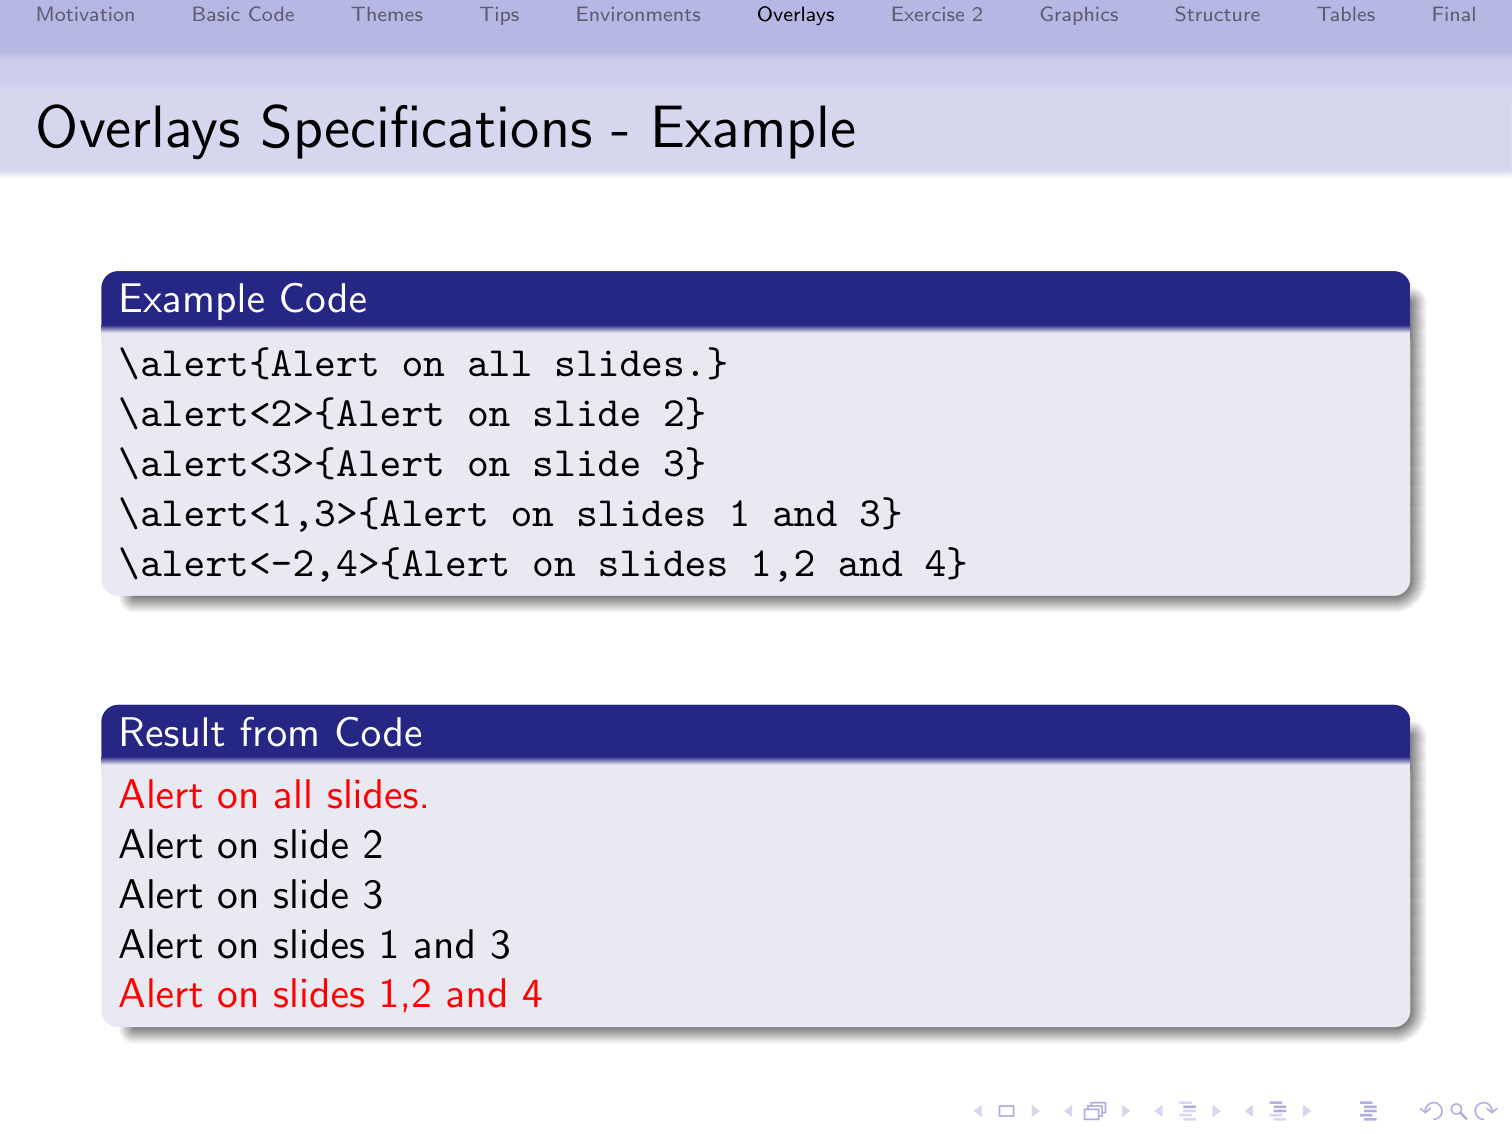 Motivation Basic Code Themes Tips Environments Overlays Exercise 2 Graphics Structure Tables Final
Overlays Specifications - Example
Example Code
\alert{Alert on all slides.}
\alert<2>{Alert on slide 2}
\alert<3>{Alert on slide 3}
\alert<1,3>{Alert on slides 1 and 3}
\alert<-2,4>{Alert on slides 1,2 and 4}
Result from Code
Alert on all slides.
Alert on slide 2
Alert on slide 3
Alert on slides 1 and 3
Alert on slides 1,2 and 4